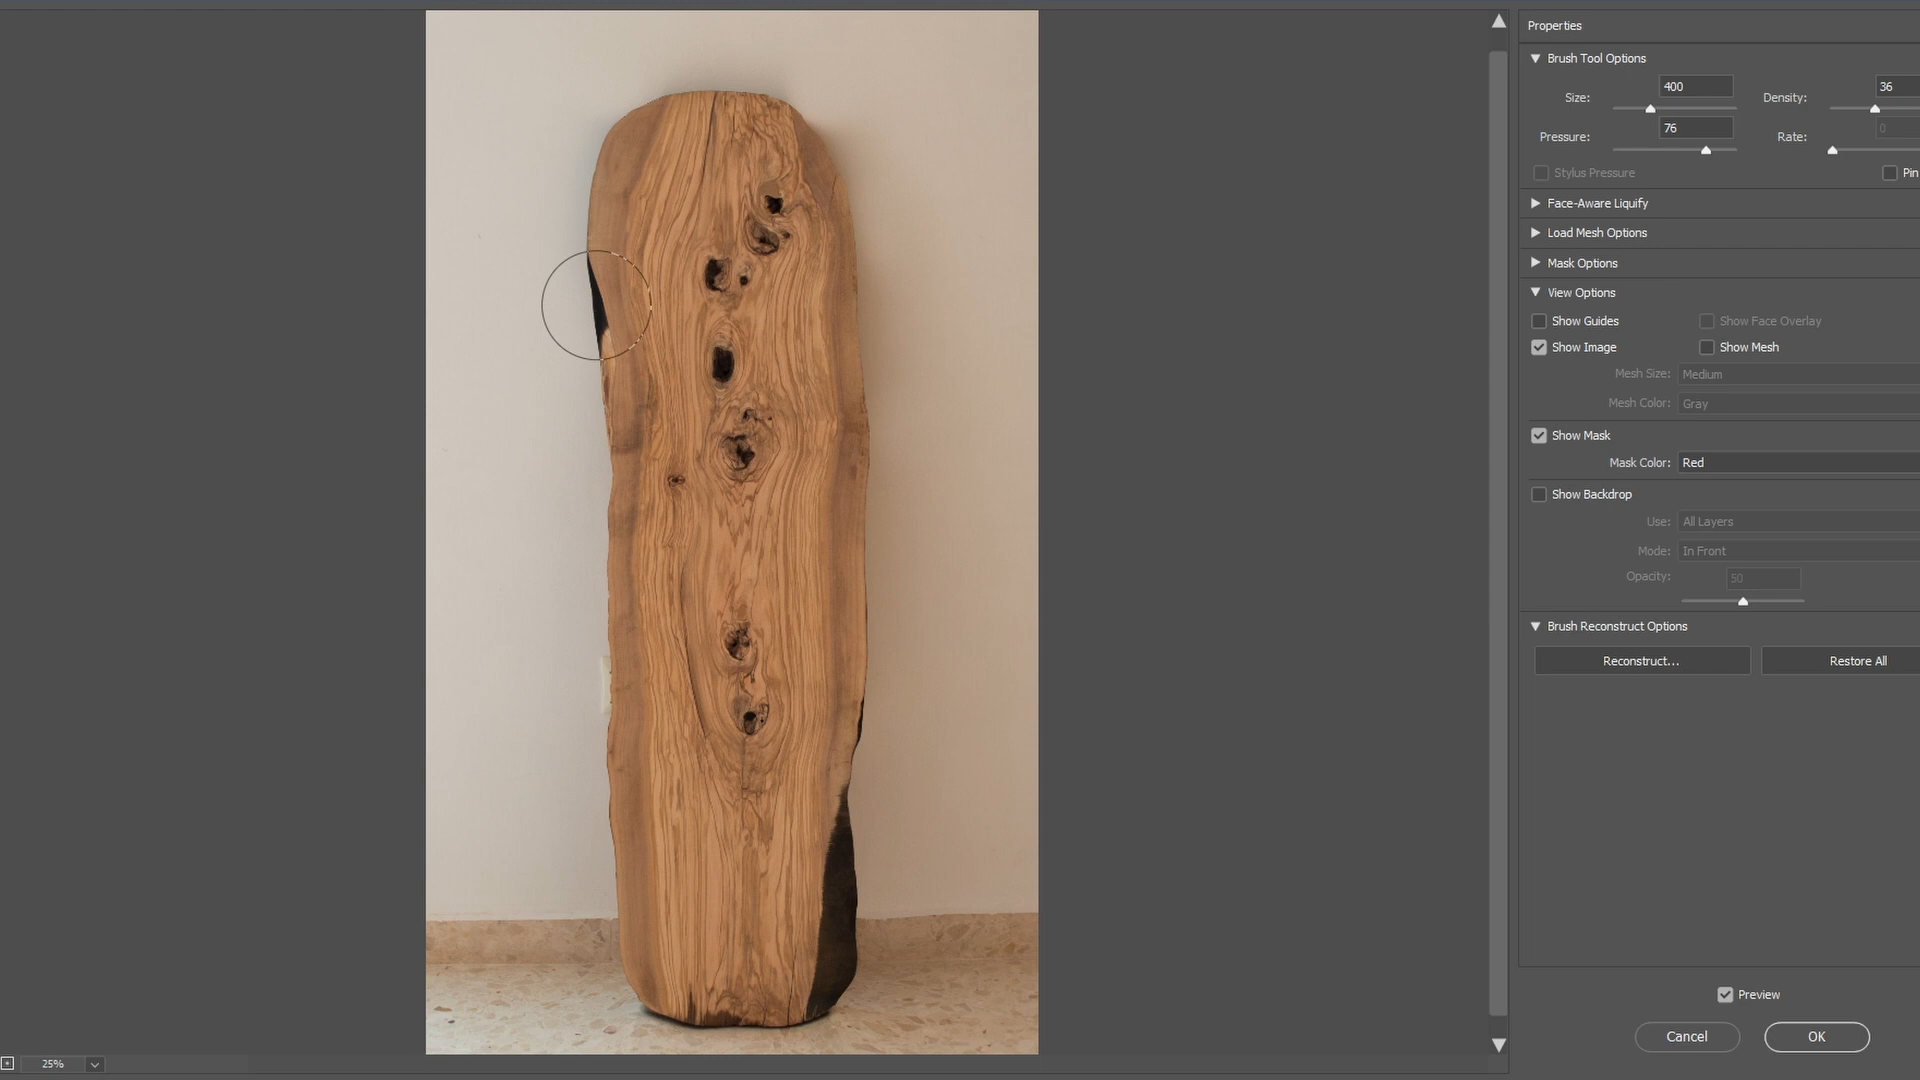 Properties
Brush Tool Options
Size: 400 Density: 36
Pressure: 76 Rate: 0
Stylus Pressure Pin
Face-Aware Liquify
Load Mesh Options
Mask Options
View Options
Show Guides Show Face Overlay
Show Image Show Mesh
Mesh Size: Medium
Mesh Color: Gray
Show Mask
Mask Color: Red
Show Backdrop
Use: All Layers
Mode: In Front
Opacity: 50
Brush Reconstruct Options
Reconstruct... Restore All
Preview
Cancel OK
25%